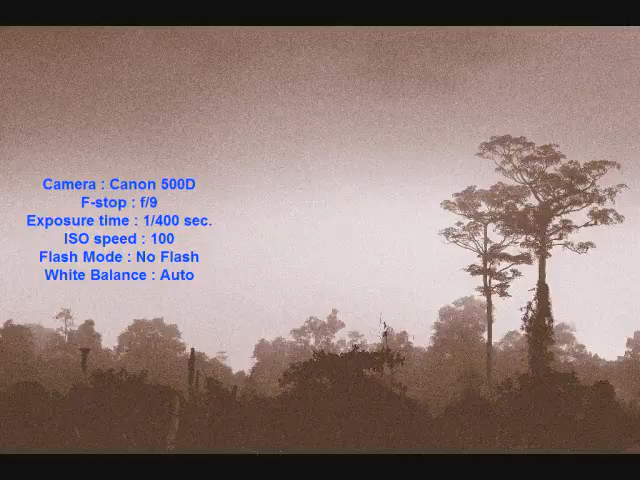 Camera : Canon 500D
F-stop : f/9
Exposure time : 1/400 sec.
ISO speed : 100
Flash Mode : No Flash
White Balance : Auto